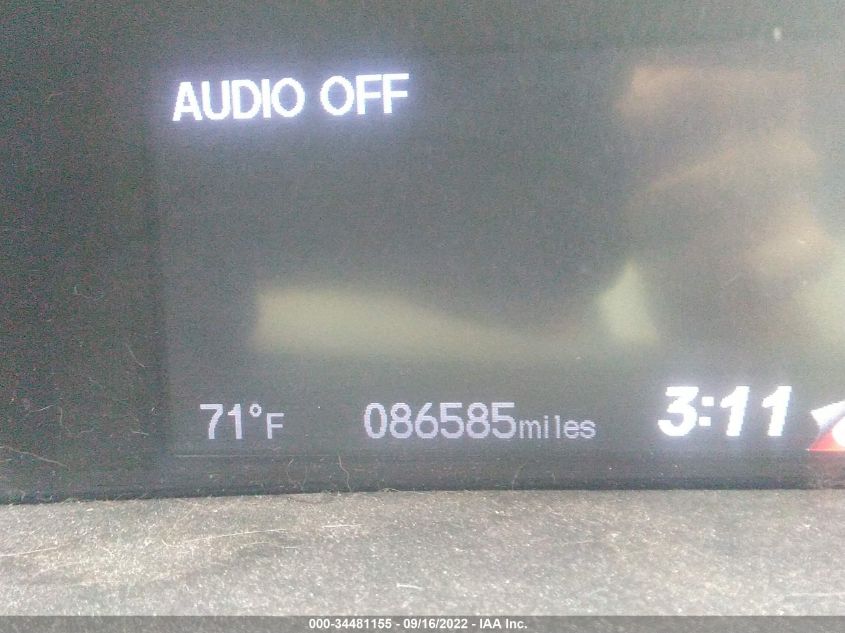 AUDIO OFF
71°F 086585miles 3:11
000-34481155 - 09/16/2022 - IAA Inc.